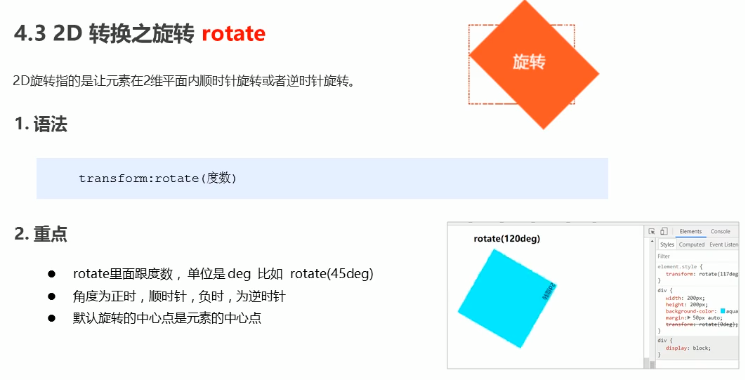 4.3 2D 转换之旋转 rotate
旋转
2D旋转指的是让元素在2维平面内顺时针旋转或者逆时针旋转。
1. 语法
transform:rotate(度数)
2. 重点
rotate里面跟度数， 单位是 deg 比如 rotate(45deg)
角度为正时，顺时针，负时，为逆时针
默认旋转的中心点是元素的中心点
rotate(120deg)
Elements Console
Styles Computed Event Listen
Filter
element.style {
transform: rotate(117deg
}
div {
width: 200px;
height: 200px;
background-color: aqua
margin: 50px auto;
transform: rotate(0deg);
}
div {
display: block;
}